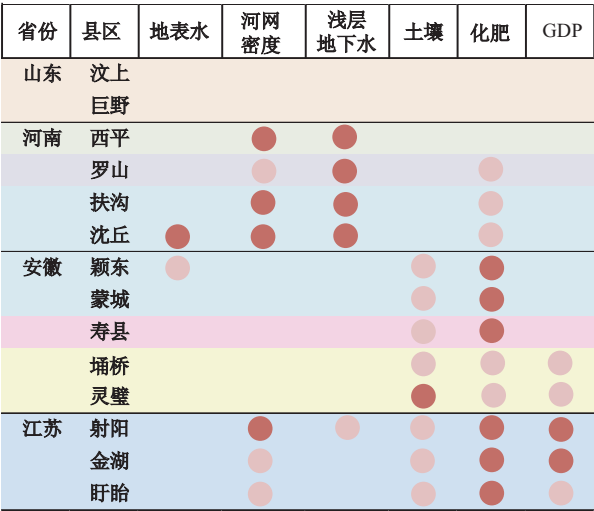 省份 县区 地表水 河网密度 浅层地下水 土壤 化肥 GDP
山东 汶上
巨野
河南 西平
罗山
扶沟
沈丘
安徽 颖东
蒙城
寿县
埇桥
灵璧
江苏 射阳
金湖
盱眙